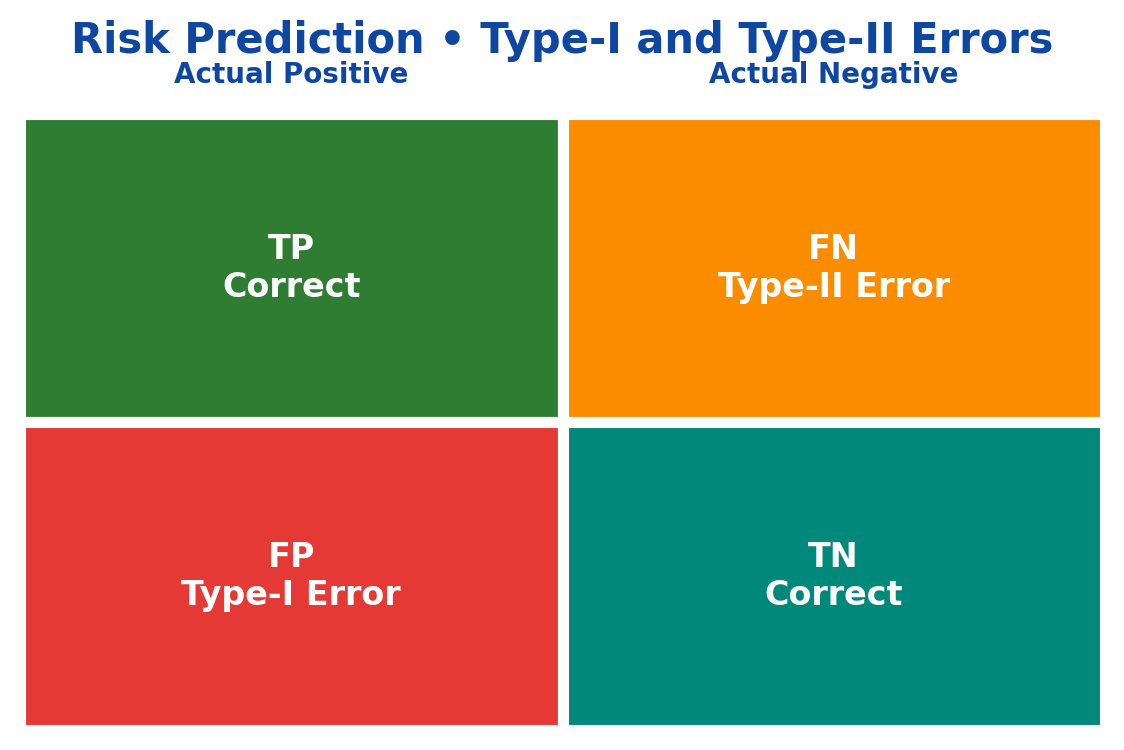 Risk Prediction • Type-I and Type-II Errors
Actual Positive
Actual Negative
TP
Correct
FN
Type-II Error
FP
Type-I Error
TN
Correct